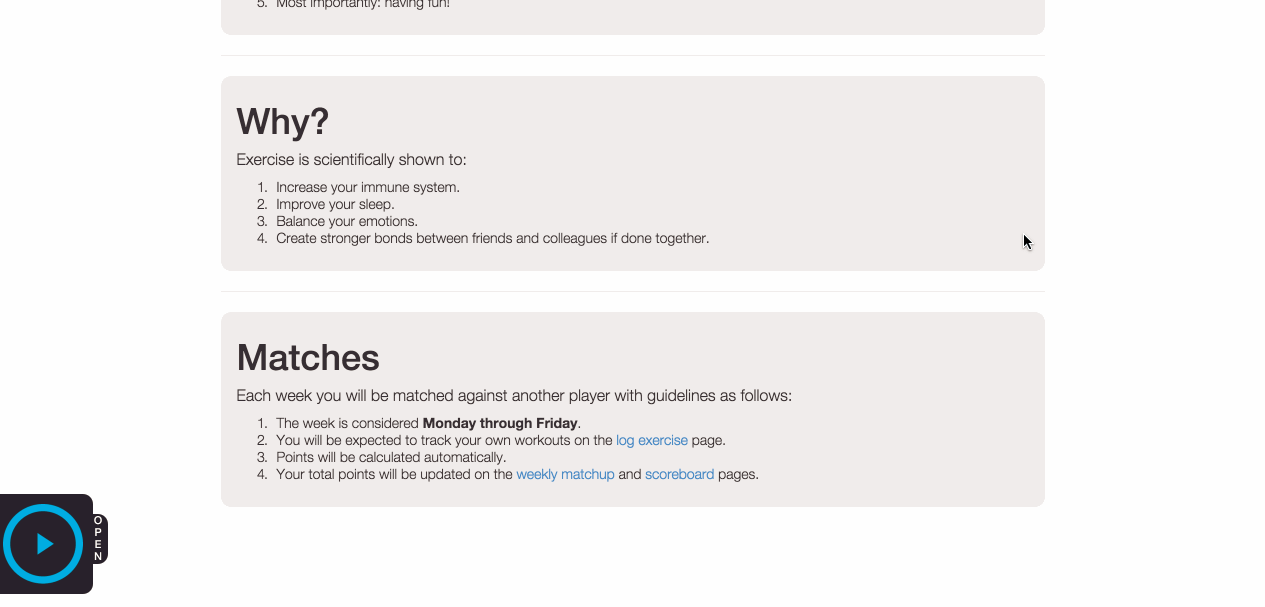 5. Most importantly: having fun!
Why?
Exercise is scientifically shown to:
1. Increase your immune system.
2. Improve your sleep.
3. Balance your emotions.
4. Create stronger bonds between friends and colleagues if done together.
Matches
Each week you will be matched against another player with guidelines as follows:
1. The week is considered Monday through Friday.
2. You will be expected to track your own workouts on the log exercise page.
3. Points will be calculated automatically.
4. Your total points will be updated on the weekly matchup and scoreboard pages.
OPEN